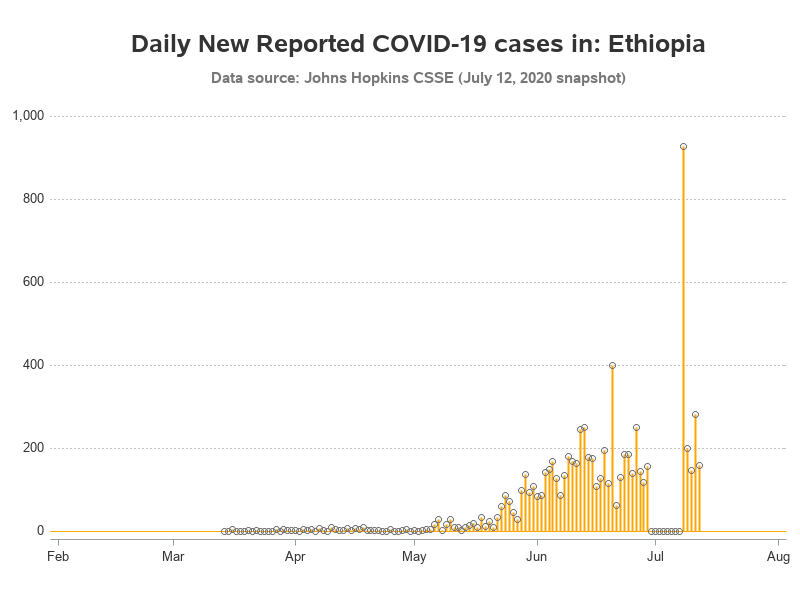 Daily New Reported COVID-19 cases in: Ethiopia
Data source: Johns Hopkins CSSE (July 12, 2020 snapshot)
1,000
800
600
400
200
0
Feb Mar Apr May Jun Jul Aug